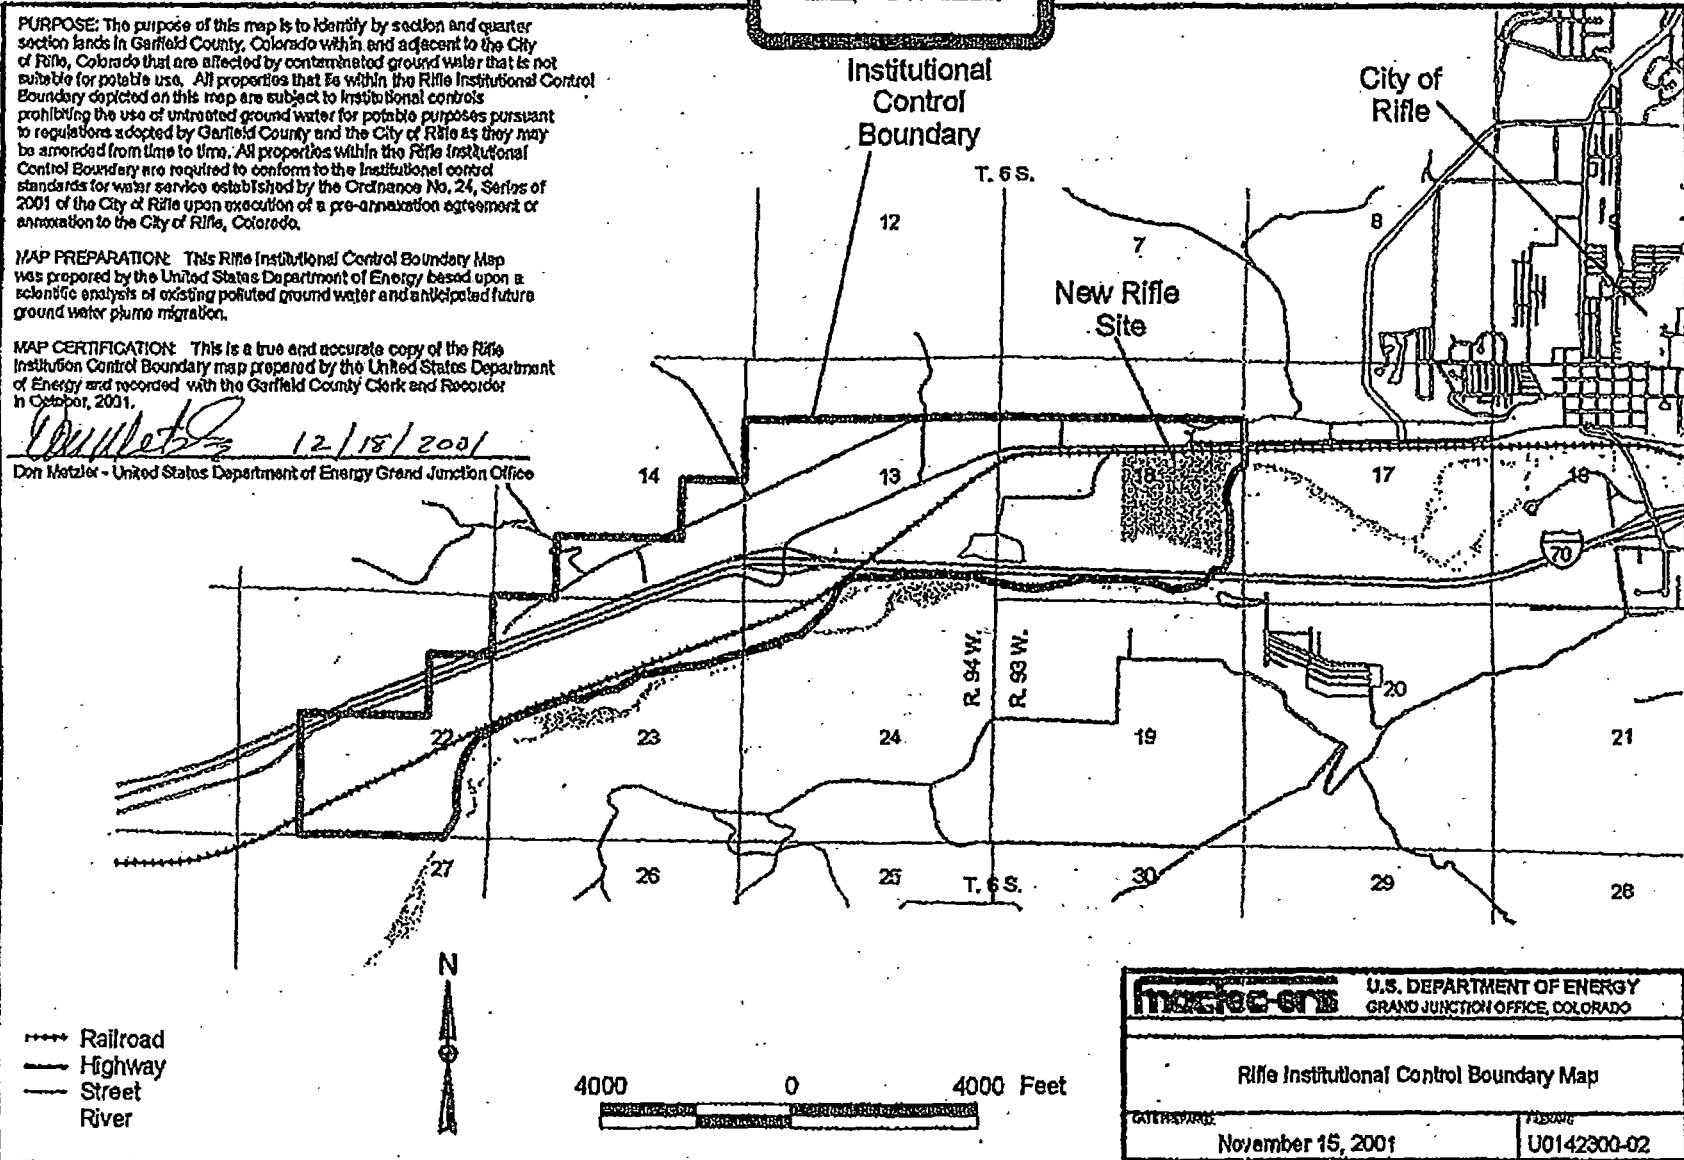 PURPOSE: The purpose of this map is to identify by section and quarter
section lands in Garfield County, Colorado within and adjacent to the City
of Rifle, Colorado that are affected by contaminated ground water that is not
suitable for potable use. All properties that lie within the Rifle Institutional Control
Boundary depicted on this map are subject to institutional controls
prohibiting the use of untreated ground water for potable purposes pursuant
to regulations adopted by Garfield County and the City of Rifle as they may
be amended from time to time. All properties within the Rifle Institutional
Control Boundary are required to conform to the institutional control
standards for water service established by the Ordinance No. 24, Series of
2001 of the City of Rifle upon execution of a pre-annexation agreement or
annexation to the City of Rifle, Colorado.
MAP PREPARATION: This Rifle Institutional Control Boundary Map
was prepared by the United States Department of Energy based upon a
scientific analysis of existing polluted ground water and anticipated future
ground water plume migration.
MAP CERTIFICATION: This is a true and accurate copy of the Rifle
Institution Control Boundary map prepared by the United States Department
of Energy and recorded with the Garfield County Clerk and Recorder
in October, 2001.
12/18/2001
Don Metzler - United States Department of Energy Grand Junction Office
Institutional
Control
Boundary
City of
Rifle
T. 6 S.
12
7
8
New Rifle
Site
14
13
18
17
16
70
R. 94 W.
R. 93 W.
20
22
23
24
19
21
27
26
25
T. 6 S.
30
29
28
N
Railroad
Highway
Street
River
4000 0 4000 Feet
mactec-ers
U.S. DEPARTMENT OF ENERGY
GRAND JUNCTION OFFICE, COLORADO
Rifle Institutional Control Boundary Map
DATE PREPARED:
November 15, 2001
FILENAME
U0142300-02